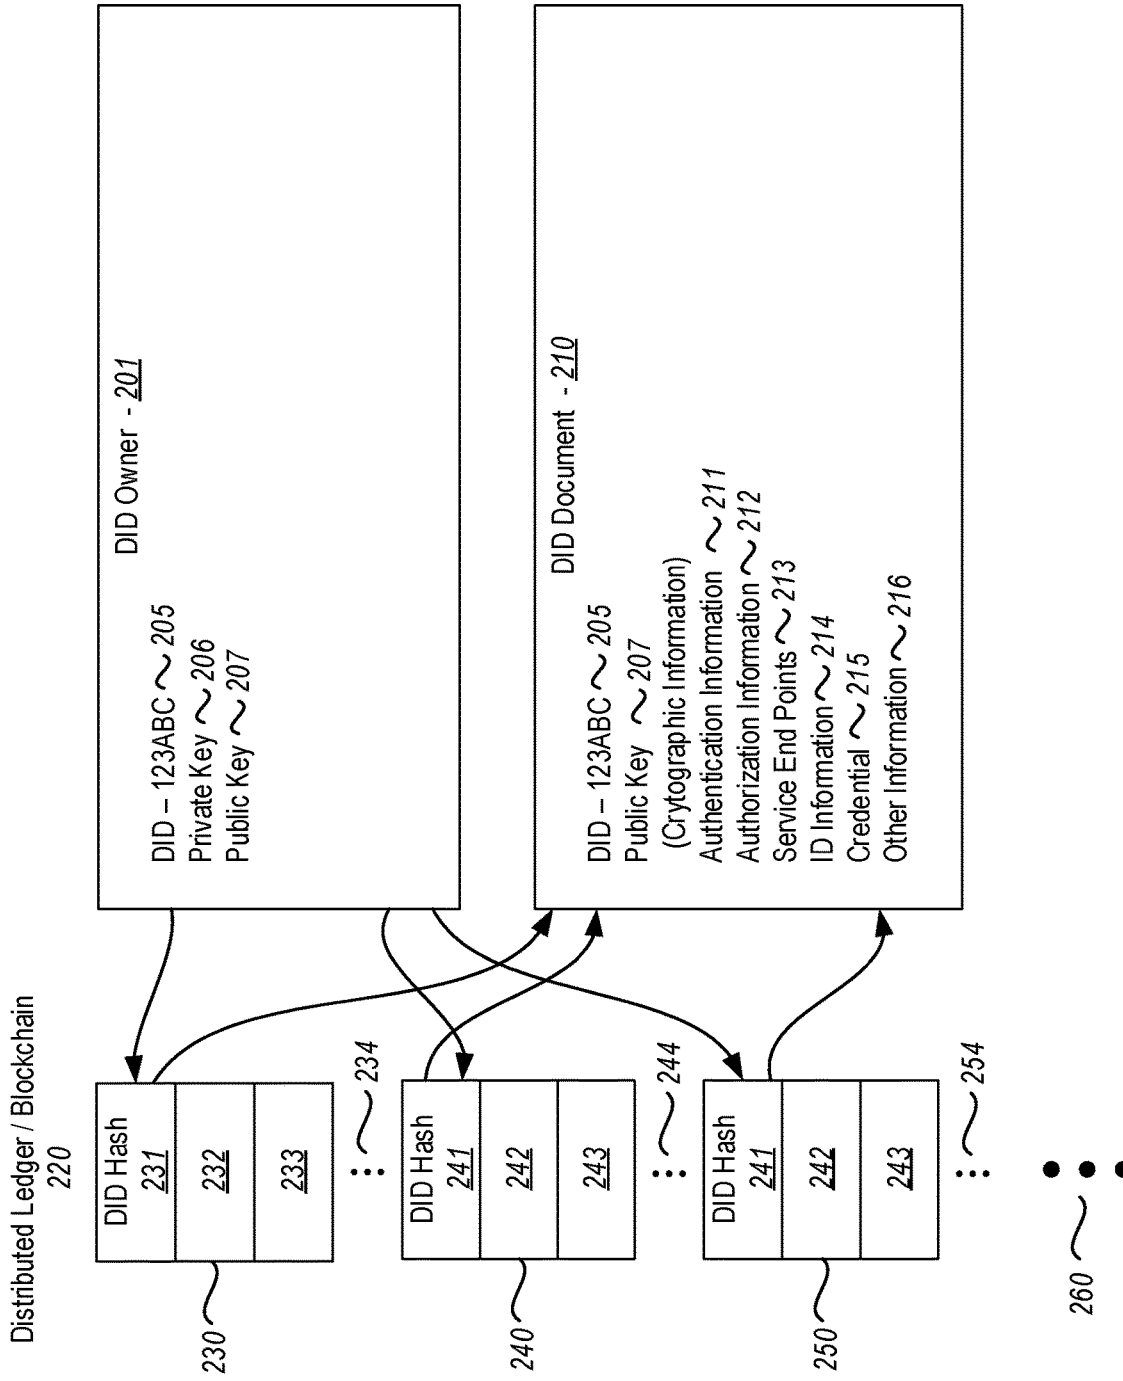 Distributed Ledger / Blockchain
220
DID Hash
231
232
233
234
230
DID Hash
241
242
243
244
240
DID Hash
241
242
243
254
250
260
DID Owner - 201
DID – 123ABC 205
Private Key 206
Public Key 207
DID Document - 210
DID – 123ABC 205
Public Key 207
(Crytographic Information)
Authentication Information 211
Authorization Information 212
Service End Points 213
ID Information 214
Credential 215
Other Information 216